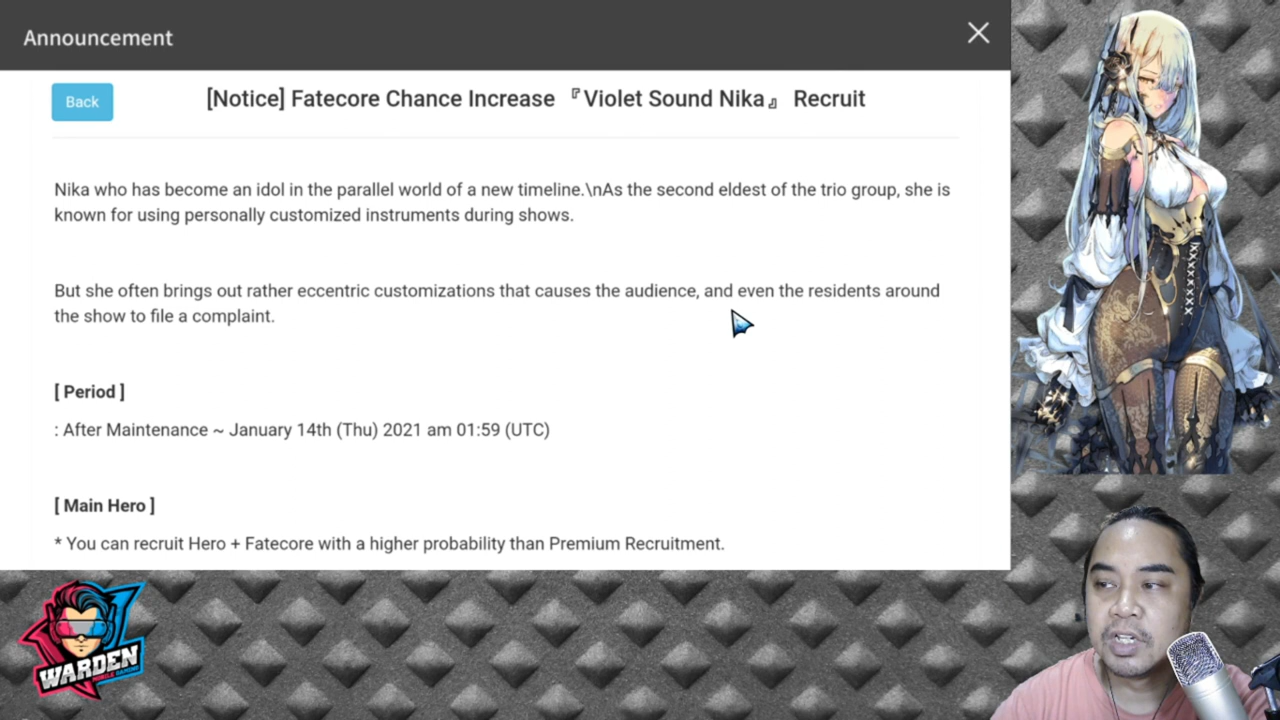 Announcement
Back
[Notice] Fatecore Chance Increase 『Violet Sound Nika』 Recruit
Nika who has become an idol in the parallel world of a new timeline.\nAs the second eldest of the trio group, she is
known for using personally customized instruments during shows.
But she often brings out rather eccentric customizations that causes the audience, and even the residents around
the show to file a complaint.
[ Period ]
: After Maintenance ~ January 14th (Thu) 2021 am 01:59 (UTC)
[ Main Hero ]
* You can recruit Hero + Fatecore with a higher probability than Premium Recruitment.
WARDEN
MOBILE GAMING